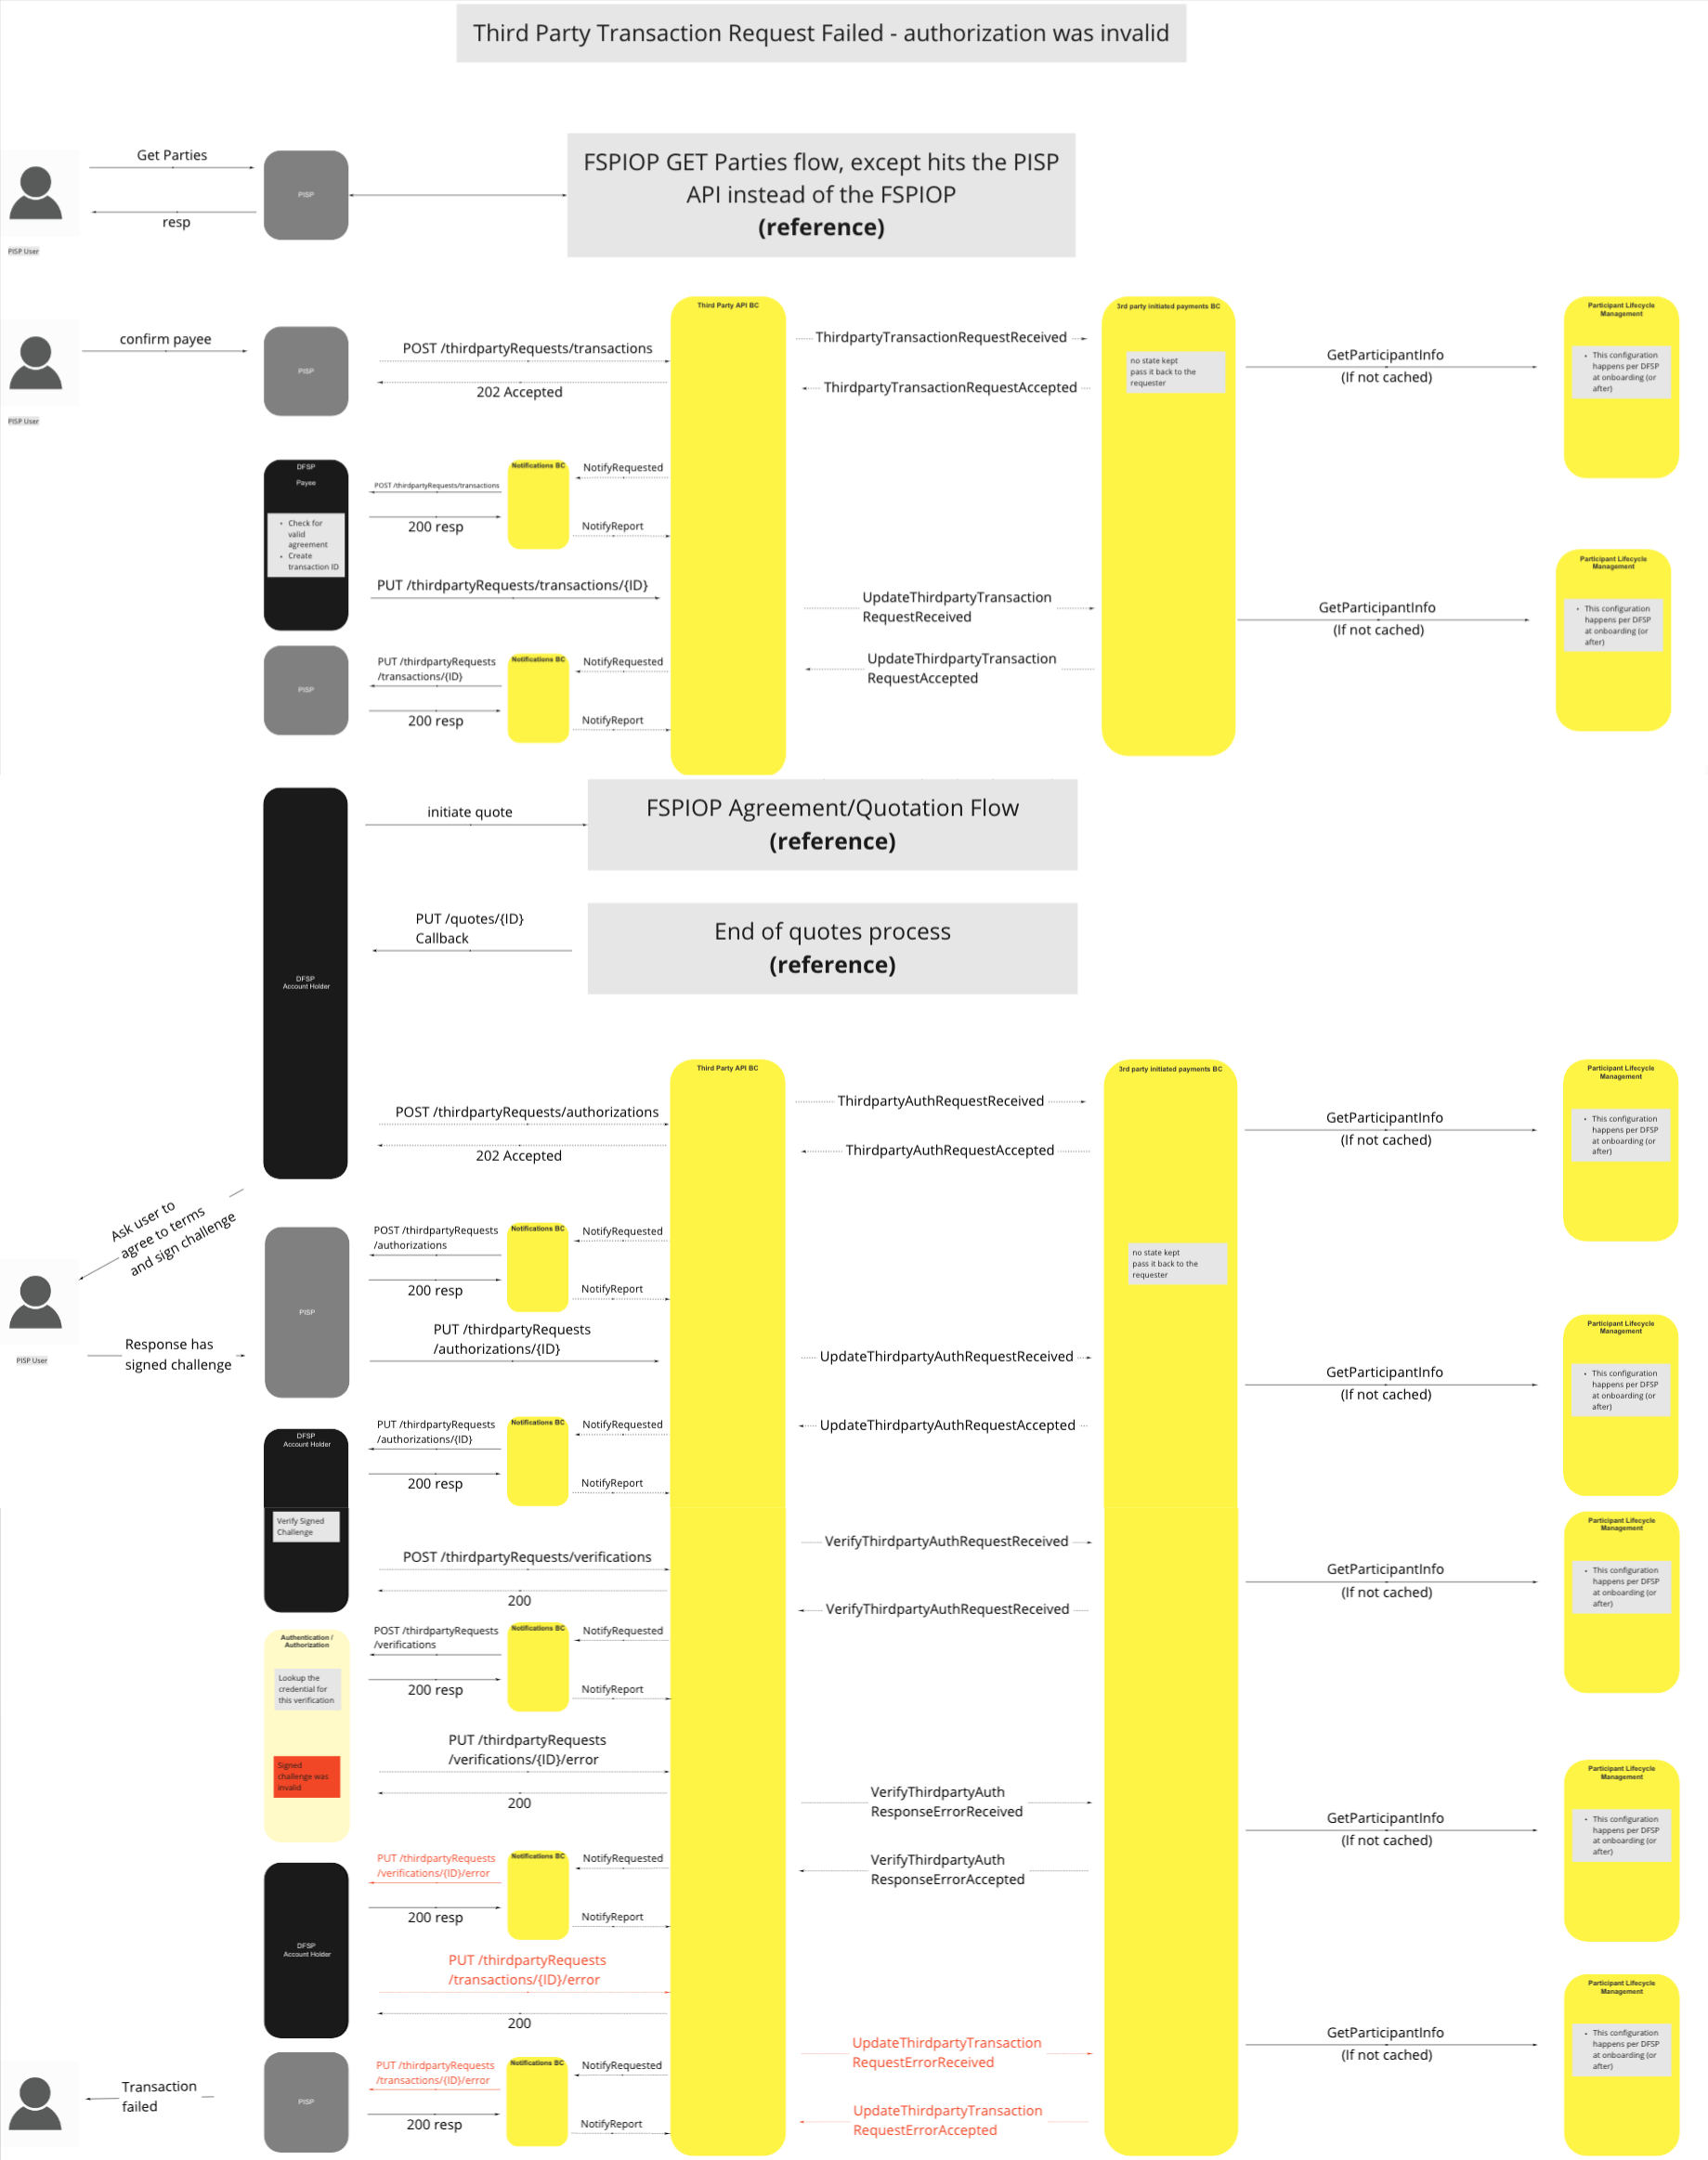 Third Party Transaction Request Failed - authorization was invalid
Get Parties
resp
PISP User
PISP
FSPIOP GET Parties flow, except hits the PISP
API instead of the FSPIOP
(reference)
confirm payee
PISP User
PISP
POST /thirdpartyRequests/transactions
202 Accepted
Third Party API BC
ThirdpartyTransactionRequestReceived
ThirdpartyTransactionRequestAccepted
3rd party initiated payments BC
no state kept
pass it back to the
requester
GetParticipantInfo
(If not cached)
Participant Lifecycle
Management
• This configuration
happens per DFSP
at onboarding (or
after)
DFSP
Payee
• Check for
valid
agreement
• Create
transaction ID
POST /thirdpartyRequests/transactions
200 resp
Notifications BC
NotifyRequested
NotifyReport
PUT /thirdpartyRequests/transactions/{ID}
UpdateThirdpartyTransaction
RequestReceived
GetParticipantInfo
(If not cached)
Participant Lifecycle
Management
• This configuration
happens per DFSP
at onboarding (or
after)
UpdateThirdpartyTransaction
RequestAccepted
PISP
PUT /thirdpartyRequests
/transactions/{ID}
200 resp
Notifications BC
NotifyRequested
NotifyReport
DFSP
Account Holder
initiate quote
FSPIOP Agreement/Quotation Flow
(reference)
PUT /quotes/{ID}
Callback
End of quotes process
(reference)
POST /thirdpartyRequests/authorizations
202 Accepted
Third Party API BC
ThirdpartyAuthRequestReceived
ThirdpartyAuthRequestAccepted
3rd party initiated payments BC
no state kept
pass it back to the
requester
GetParticipantInfo
(If not cached)
Participant Lifecycle
Management
• This configuration
happens per DFSP
at onboarding (or
after)
Ask user to
agree to terms
and sign challenge
PISP User
Response has
signed challenge
PISP
POST /thirdpartyRequests
/authorizations
200 resp
Notifications BC
NotifyRequested
NotifyReport
PUT /thirdpartyRequests
/authorizations/{ID}
UpdateThirdpartyAuthRequestReceived
GetParticipantInfo
(If not cached)
Participant Lifecycle
Management
• This configuration
happens per DFSP
at onboarding (or
after)
UpdateThirdpartyAuthRequestAccepted
DFSP
Account Holder
PUT /thirdpartyRequests
/authorizations/{ID}
200 resp
Notifications BC
NotifyRequested
NotifyReport
Verify Signed
Challenge
POST /thirdpartyRequests/verifications
200
VerifyThirdpartyAuthRequestReceived
VerifyThirdpartyAuthRequestReceived
GetParticipantInfo
(If not cached)
Participant Lifecycle
Management
• This configuration
happens per DFSP
at onboarding (or
after)
Authentication /
Authorization
Lookup the
credential for
this verification
POST /thirdpartyRequests
/verifications
200 resp
Notifications BC
NotifyRequested
NotifyReport
Signed
challenge was
invalid
PUT /thirdpartyRequests
/verifications/{ID}/error
200
VerifyThirdpartyAuth
ResponseErrorReceived
VerifyThirdpartyAuth
ResponseErrorAccepted
GetParticipantInfo
(If not cached)
Participant Lifecycle
Management
• This configuration
happens per DFSP
at onboarding (or
after)
DFSP
Account Holder
PUT /thirdpartyRequests
/verifications/{ID}/error
200 resp
Notifications BC
NotifyRequested
NotifyReport
PUT /thirdpartyRequests
/transactions/{ID}/error
200
UpdateThirdpartyTransaction
RequestErrorReceived
UpdateThirdpartyTransaction
RequestErrorAccepted
GetParticipantInfo
(If not cached)
Participant Lifecycle
Management
• This configuration
happens per DFSP
at onboarding (or
after)
Transaction
failed
PISP
PUT /thirdpartyRequests
/transactions/{ID}/error
200 resp
Notifications BC
NotifyRequested
NotifyReport